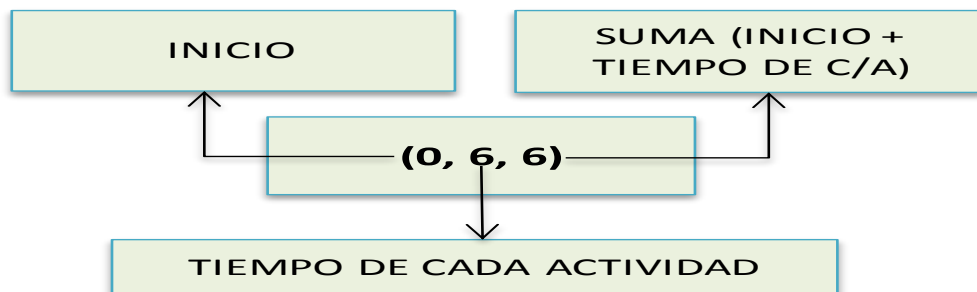 INICIO
SUMA (INICIO +
TIEMPO DE C/A)
(0, 6, 6)
TIEMPO DE CADA ACTIVIDAD